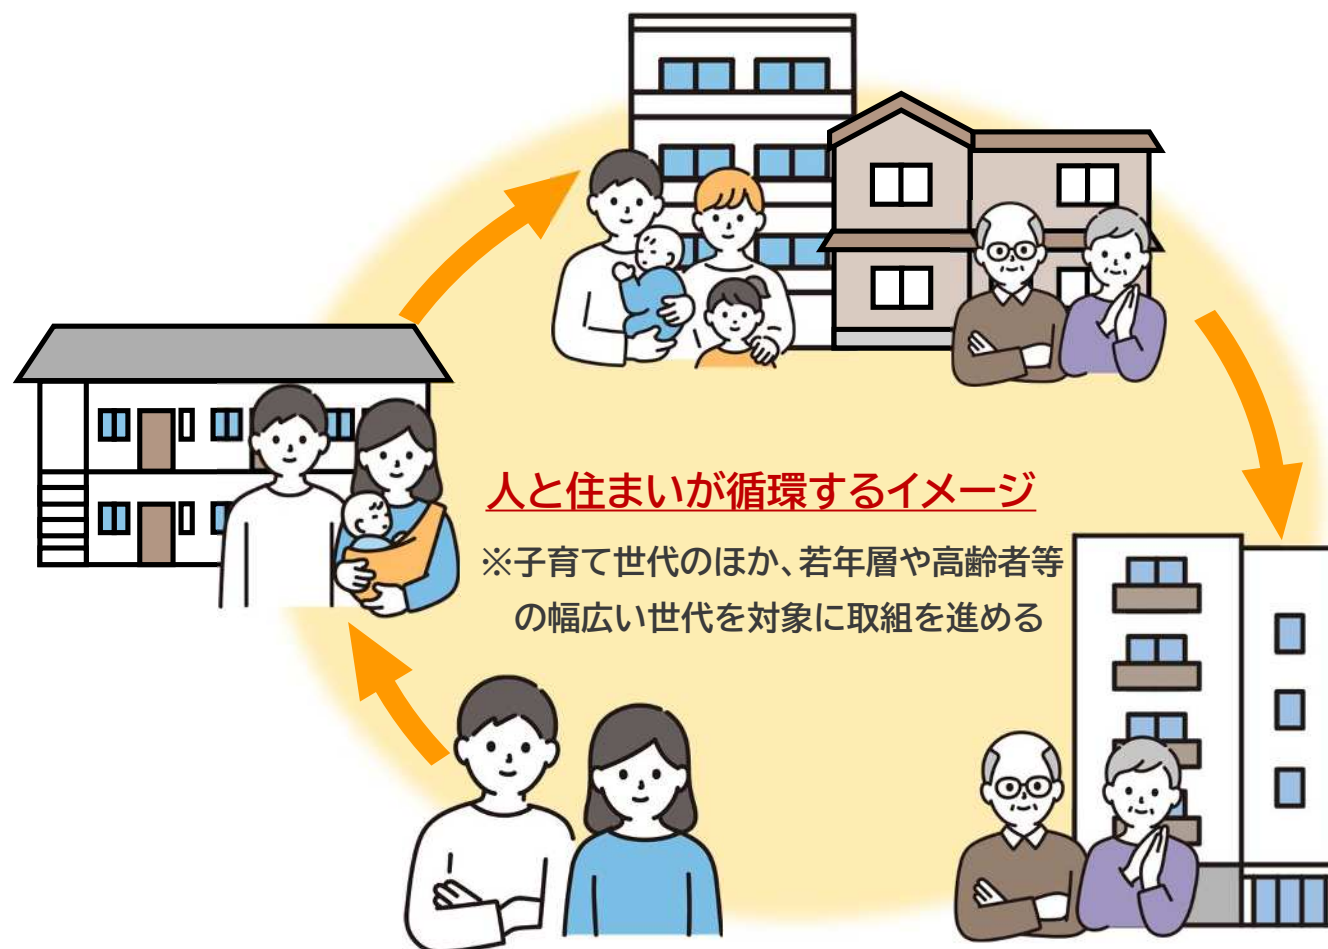 人と住まいが循環するイメージ
※子育て世代のほか、若年層や高齢者等
の幅広い世代を対象に取組を進める